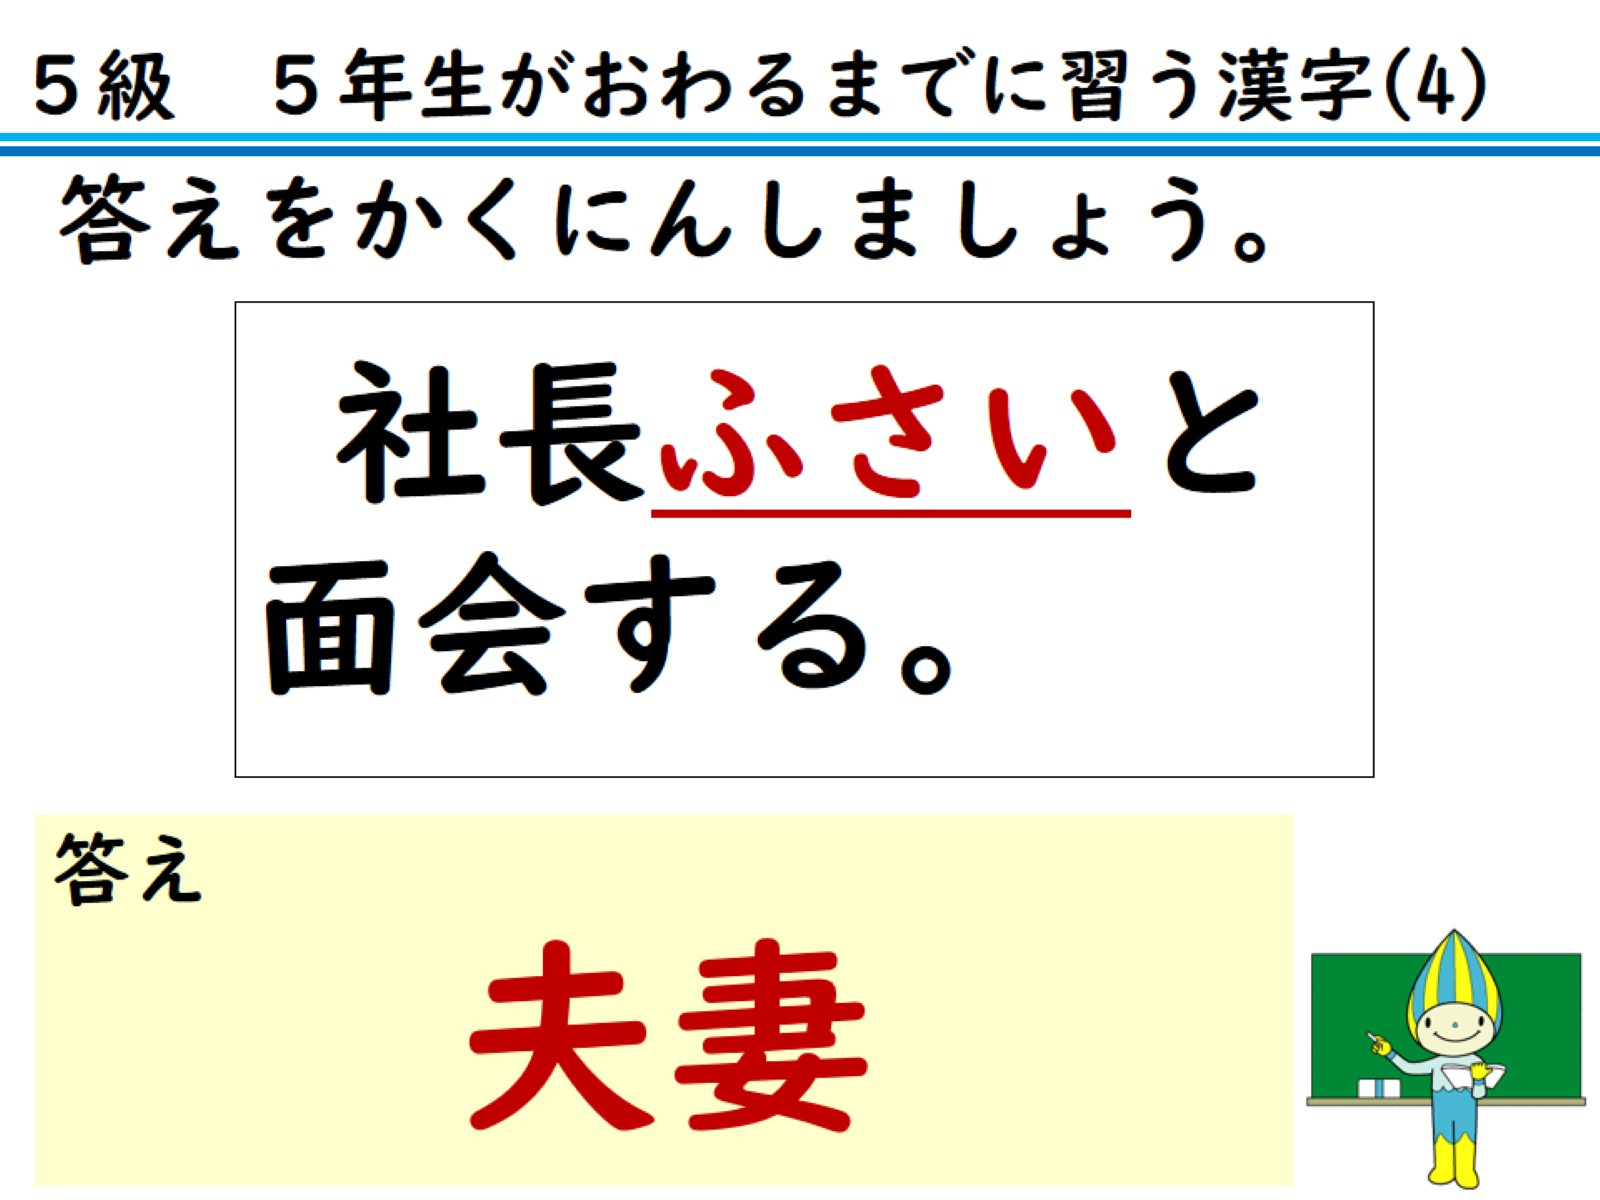 ５級　５年生がおわるまでに習う漢字(4)
答えをかくにんしましょう。
社長ふさいと
面会する。
答え
夫妻